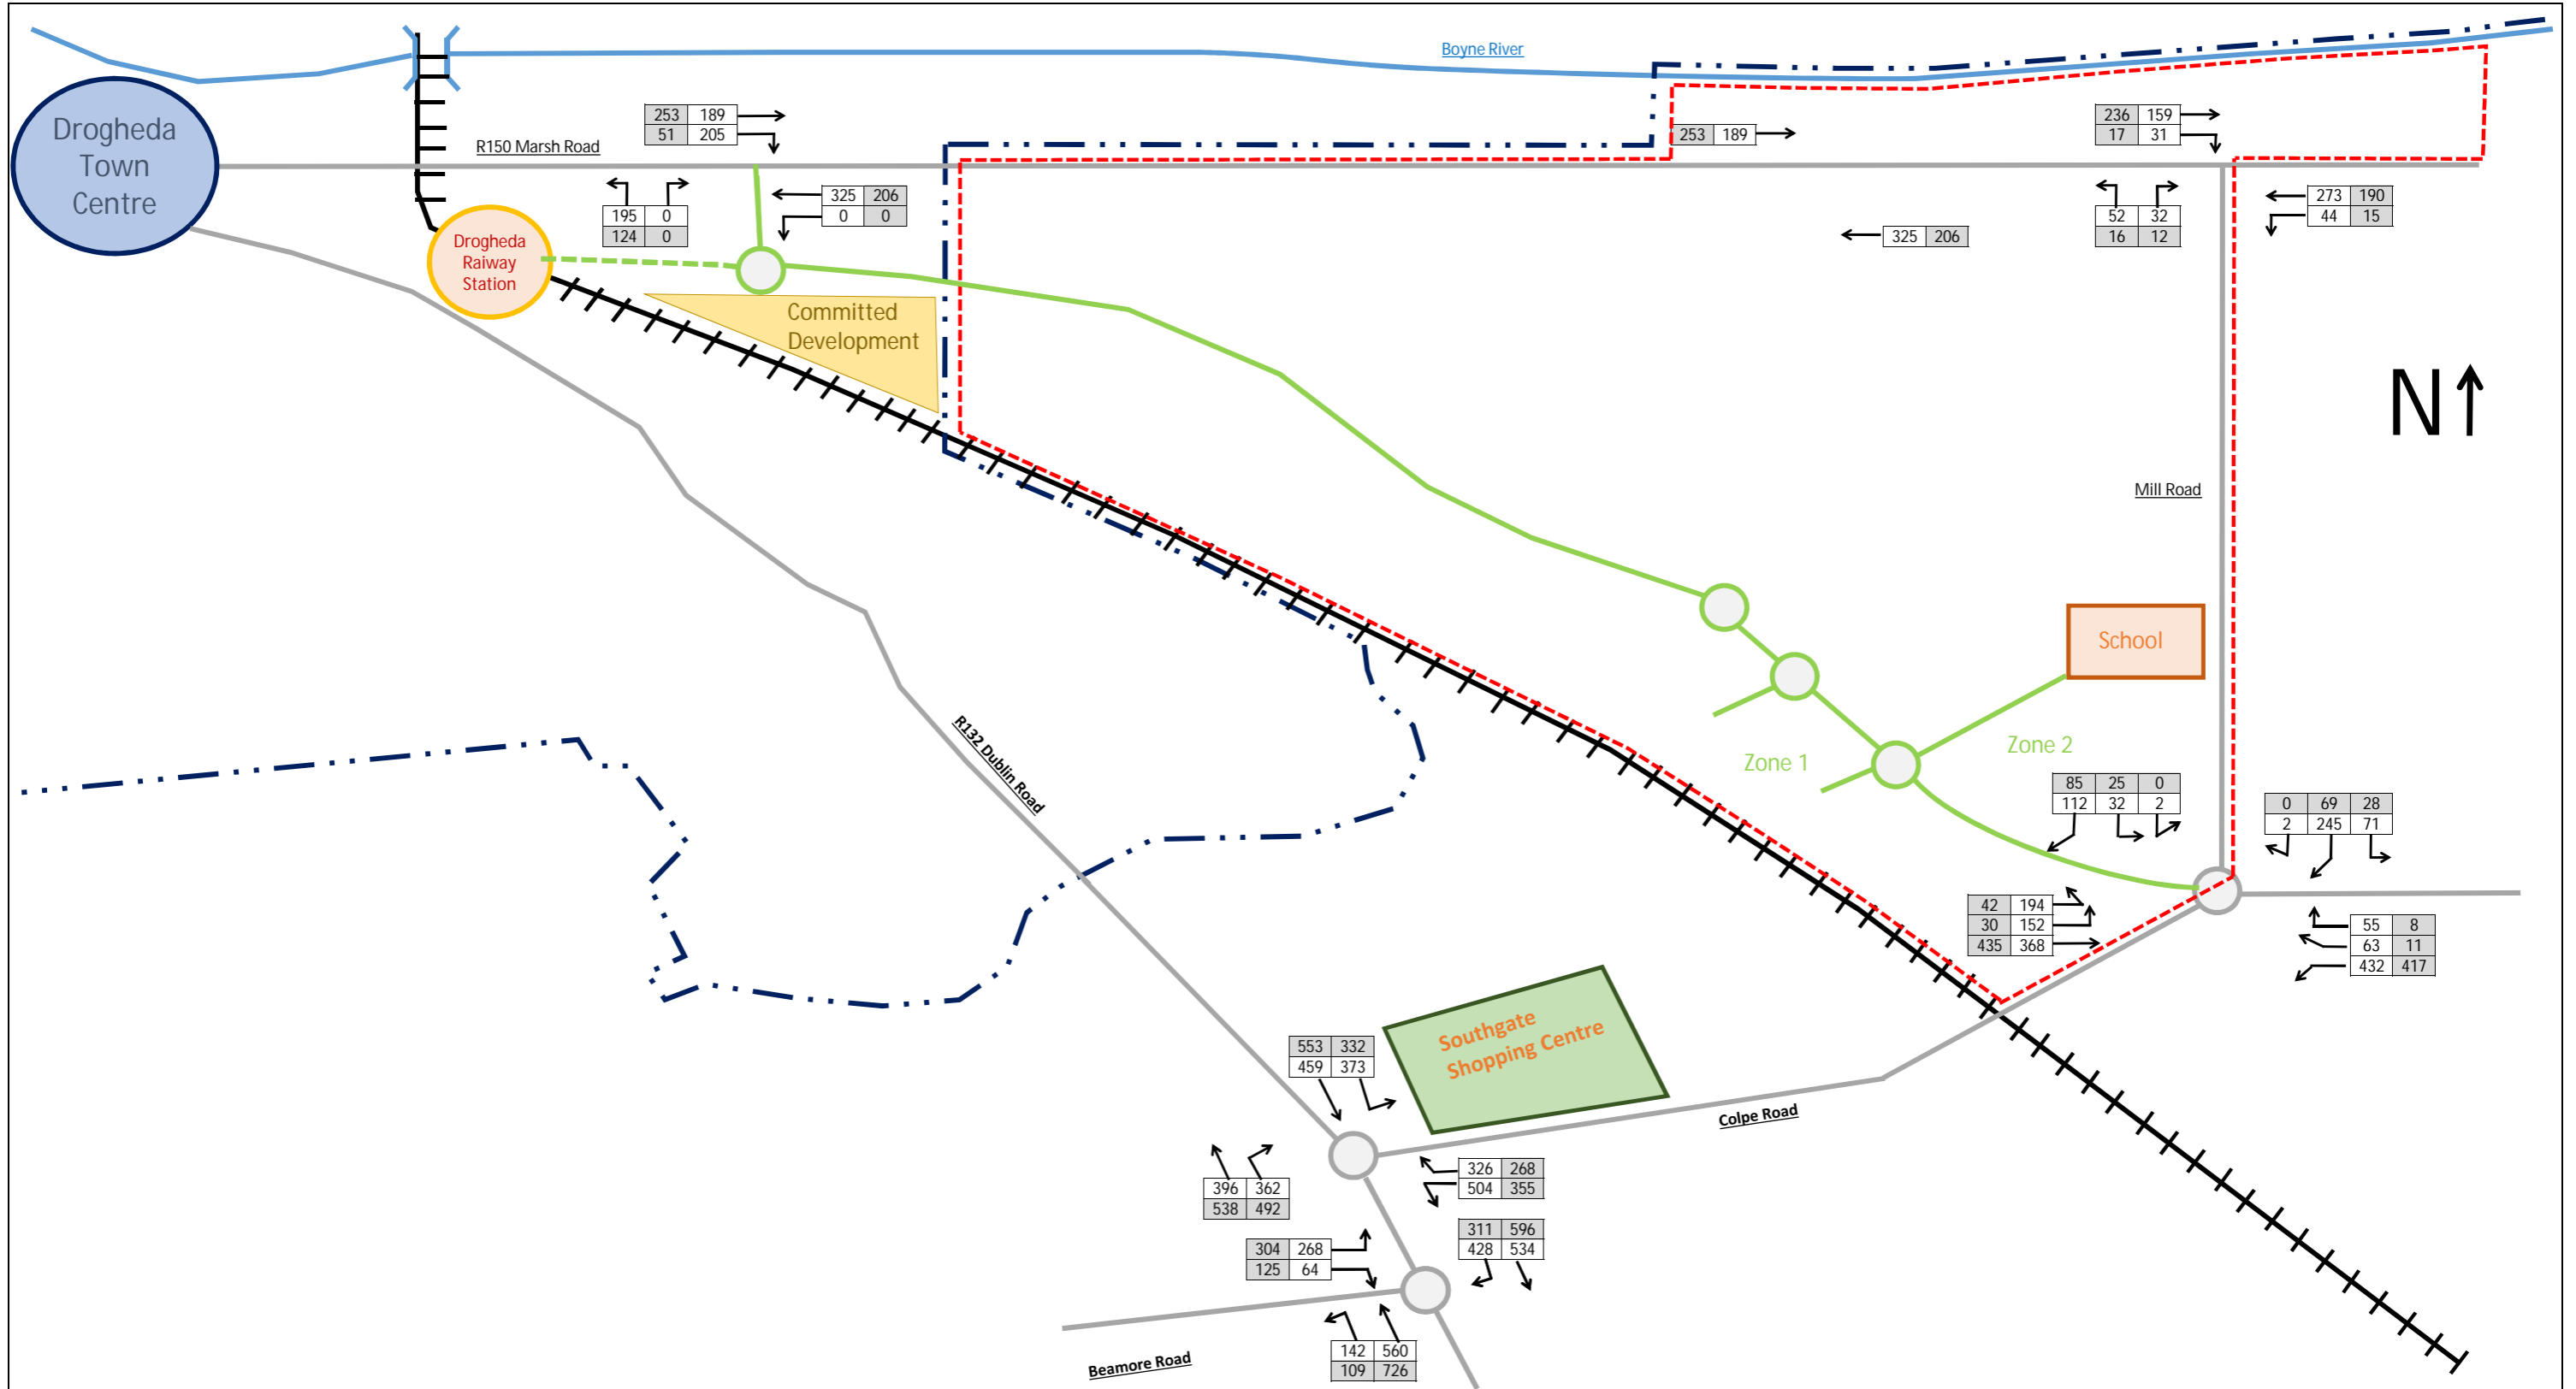 Boyne River
Drogheda
Town
Centre
253 189
51 205
R150 Marsh Road
253 189
236 159
17 31
195 0
124 0
325 206
0 0
325 206
52 32
16 12
273 190
44 15
Drogheda
Raiway
Station
Committed
Development
N
Mill Road
School
R132 Dublin Road
Zone 1
Zone 2
85 25 0
112 32 2
0 69 28
2 245 71
42 194
30 152
435 368
55 8
63 11
432 417
Southgate
Shopping Centre
553 332
459 373
Colpe Road
396 362
538 492
326 268
504 355
304 268
125 64
311 596
428 534
142 560
109 726
Beamore Road